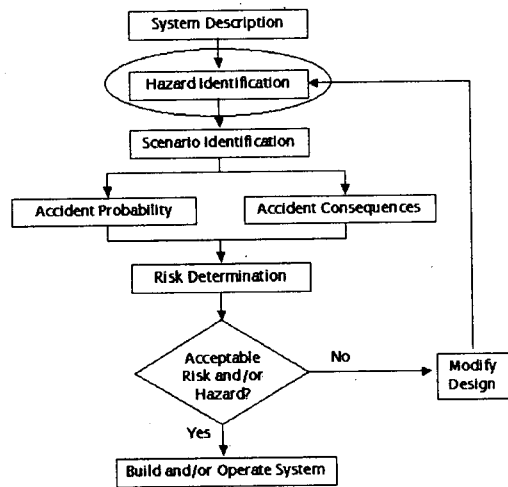 System Description
Hazard Identification
Scenario Identification
Accident Probability
Accident Consequences
Risk Determination
Acceptable
Risk and/or
Hazard?
No
Modify
Design
Yes
Build and/or Operate System